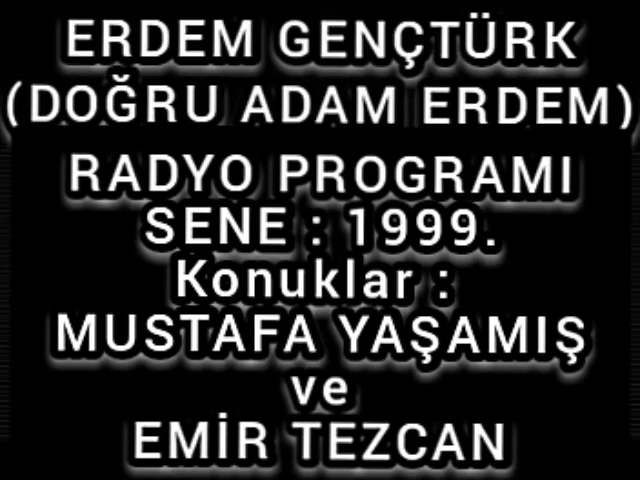 ERDEM GENÇTÜRK
(DOĞRU ADAM ERDEM)
RADYO PROGRAMI
SENE : 1999.
Konuklar :
MUSTAFA YAŞAMIŞ
ve
EMİR TEZCAN